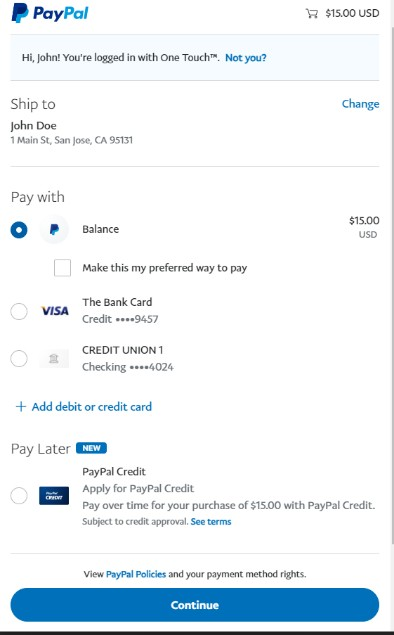 PayPal $15.00 USD
Hi, John! You're logged in with One Touch™. Not you?
Ship to Change
John Doe
1 Main St, San Jose, CA 95131
Pay with
Balance $15.00
USD
Make this my preferred way to pay
VISA The Bank Card
Credit ••••9457
CREDIT UNION 1
Checking ••••4024
+ Add debit or credit card
Pay Later NEW
PayPal Credit
PayPal
CREDIT
Apply for PayPal Credit
Pay over time for your purchase of $15.00 with PayPal Credit.
Subject to credit approval. See terms
View PayPal Policies and your payment method rights.
Continue